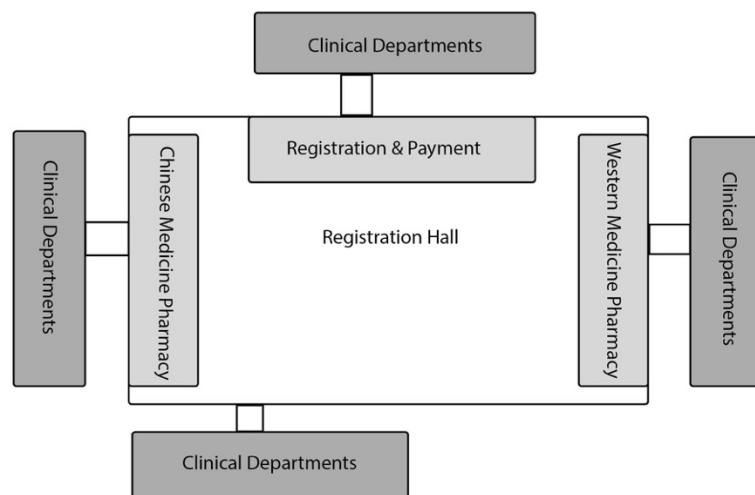 Clinical Departments
Registration & Payment
Clinical Departments
Chinese Medicine Pharmacy
Registration Hall
Western Medicine Pharmacy
Clinical Departments
Clinical Departments